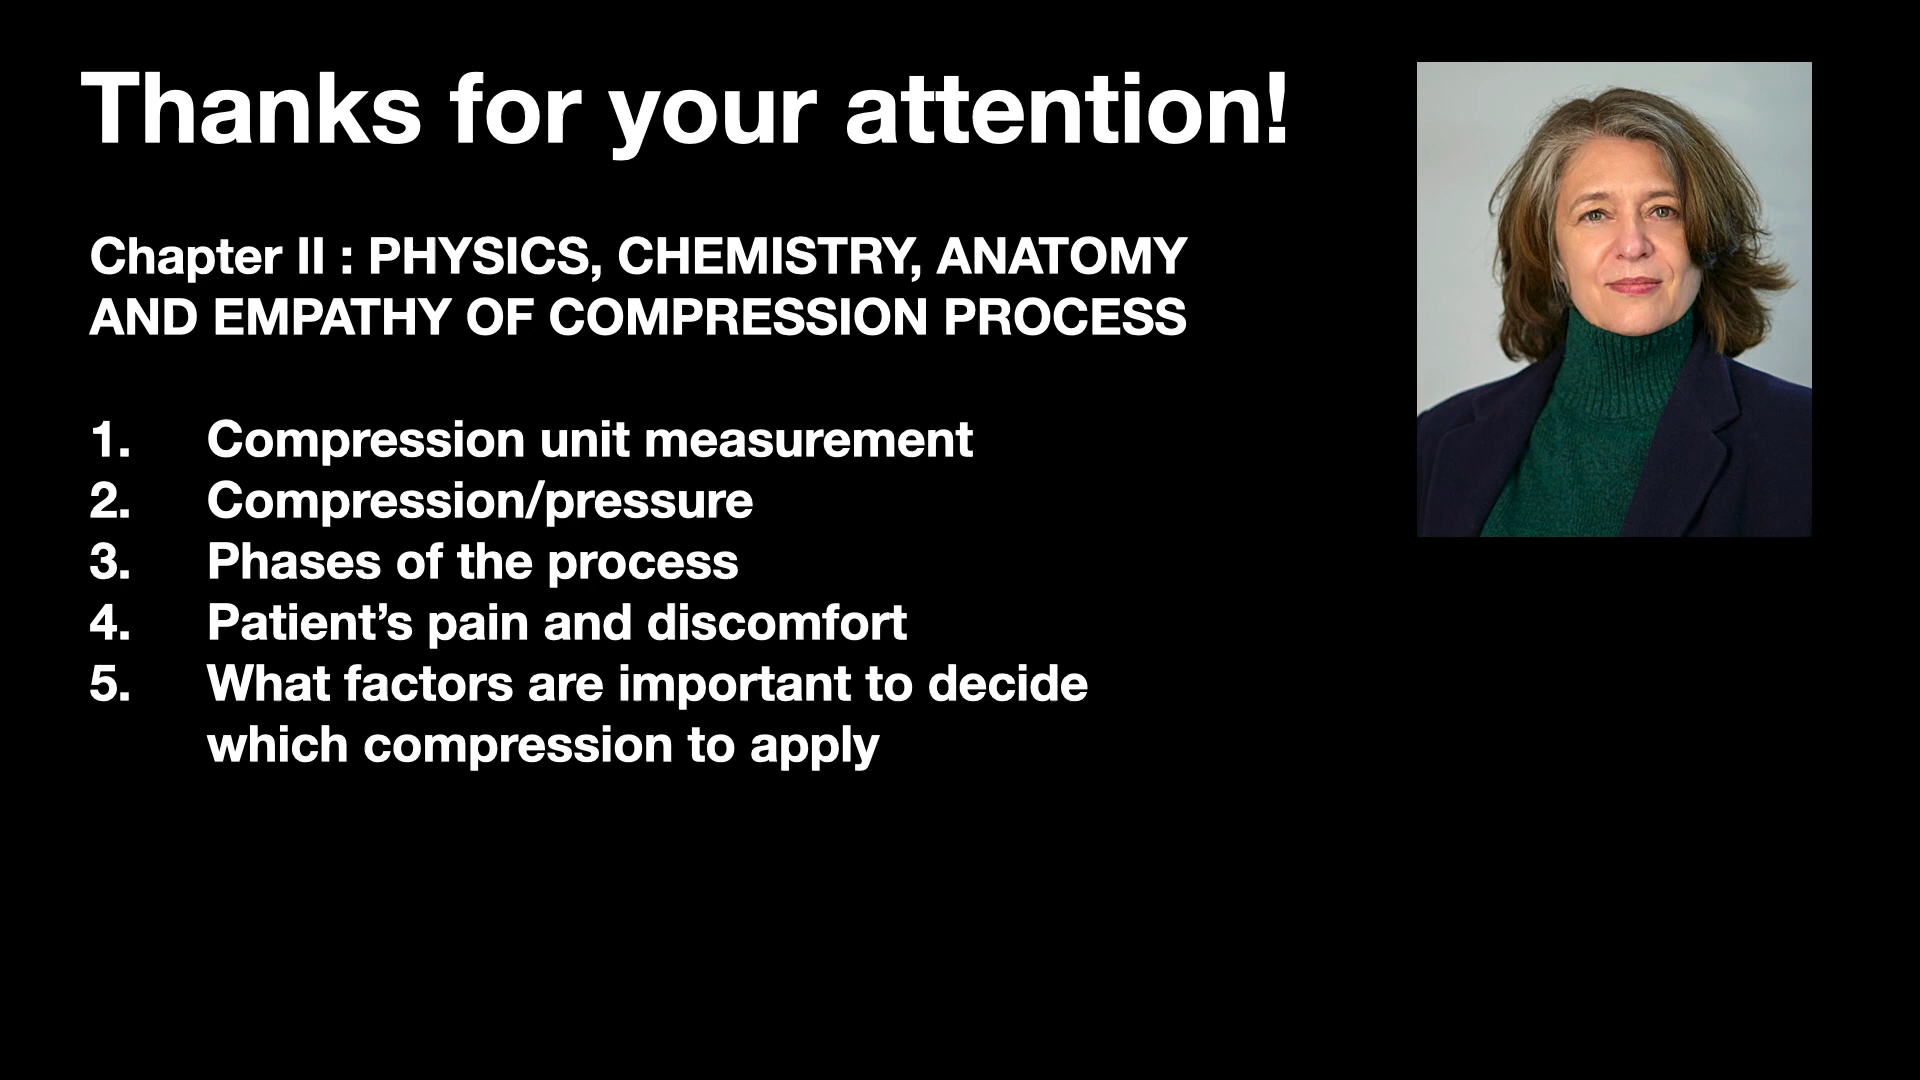 Thanks for your attention!
Chapter II : PHYSICS, CHEMISTRY, ANATOMY
AND EMPATHY OF COMPRESSION PROCESS
1. Compression unit measurement
2. Compression/pressure
3. Phases of the process
4. Patient’s pain and discomfort
5. What factors are important to decide
which compression to apply